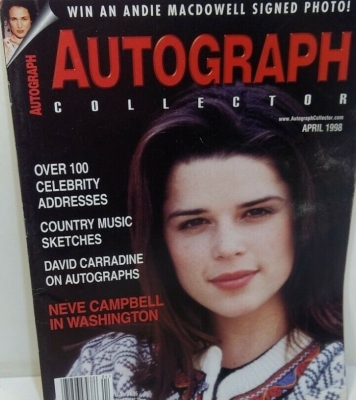 WIN AN ANDIE MACDOWELL SIGNED PHOTO!
AUTOGRAPH
AUTOGRAPH
COLLECTOR
www.AutographCollector.com
APRIL 1998
OVER 100
CELEBRITY
ADDRESSES
COUNTRY MUSIC
SKETCHES
DAVID CARRADINE
ON AUTOGRAPHS
NEVE CAMPBELL
IN WASHINGTON